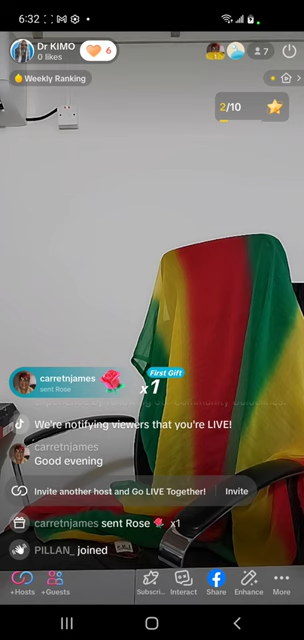 6:32
Dr KIMO
0 likes
6
7
Weekly Ranking
2/10
carretnjames
sent Rose
First Gift
x1
We're notifying viewers that you're LIVE!
carretnjames
Good evening
Invite another host and Go LIVE Together!
Invite
carretnjames sent Rose x1
PILLAN_ joined
+Hosts
+Guests
Subscri...
Interact
Share
Enhance
More